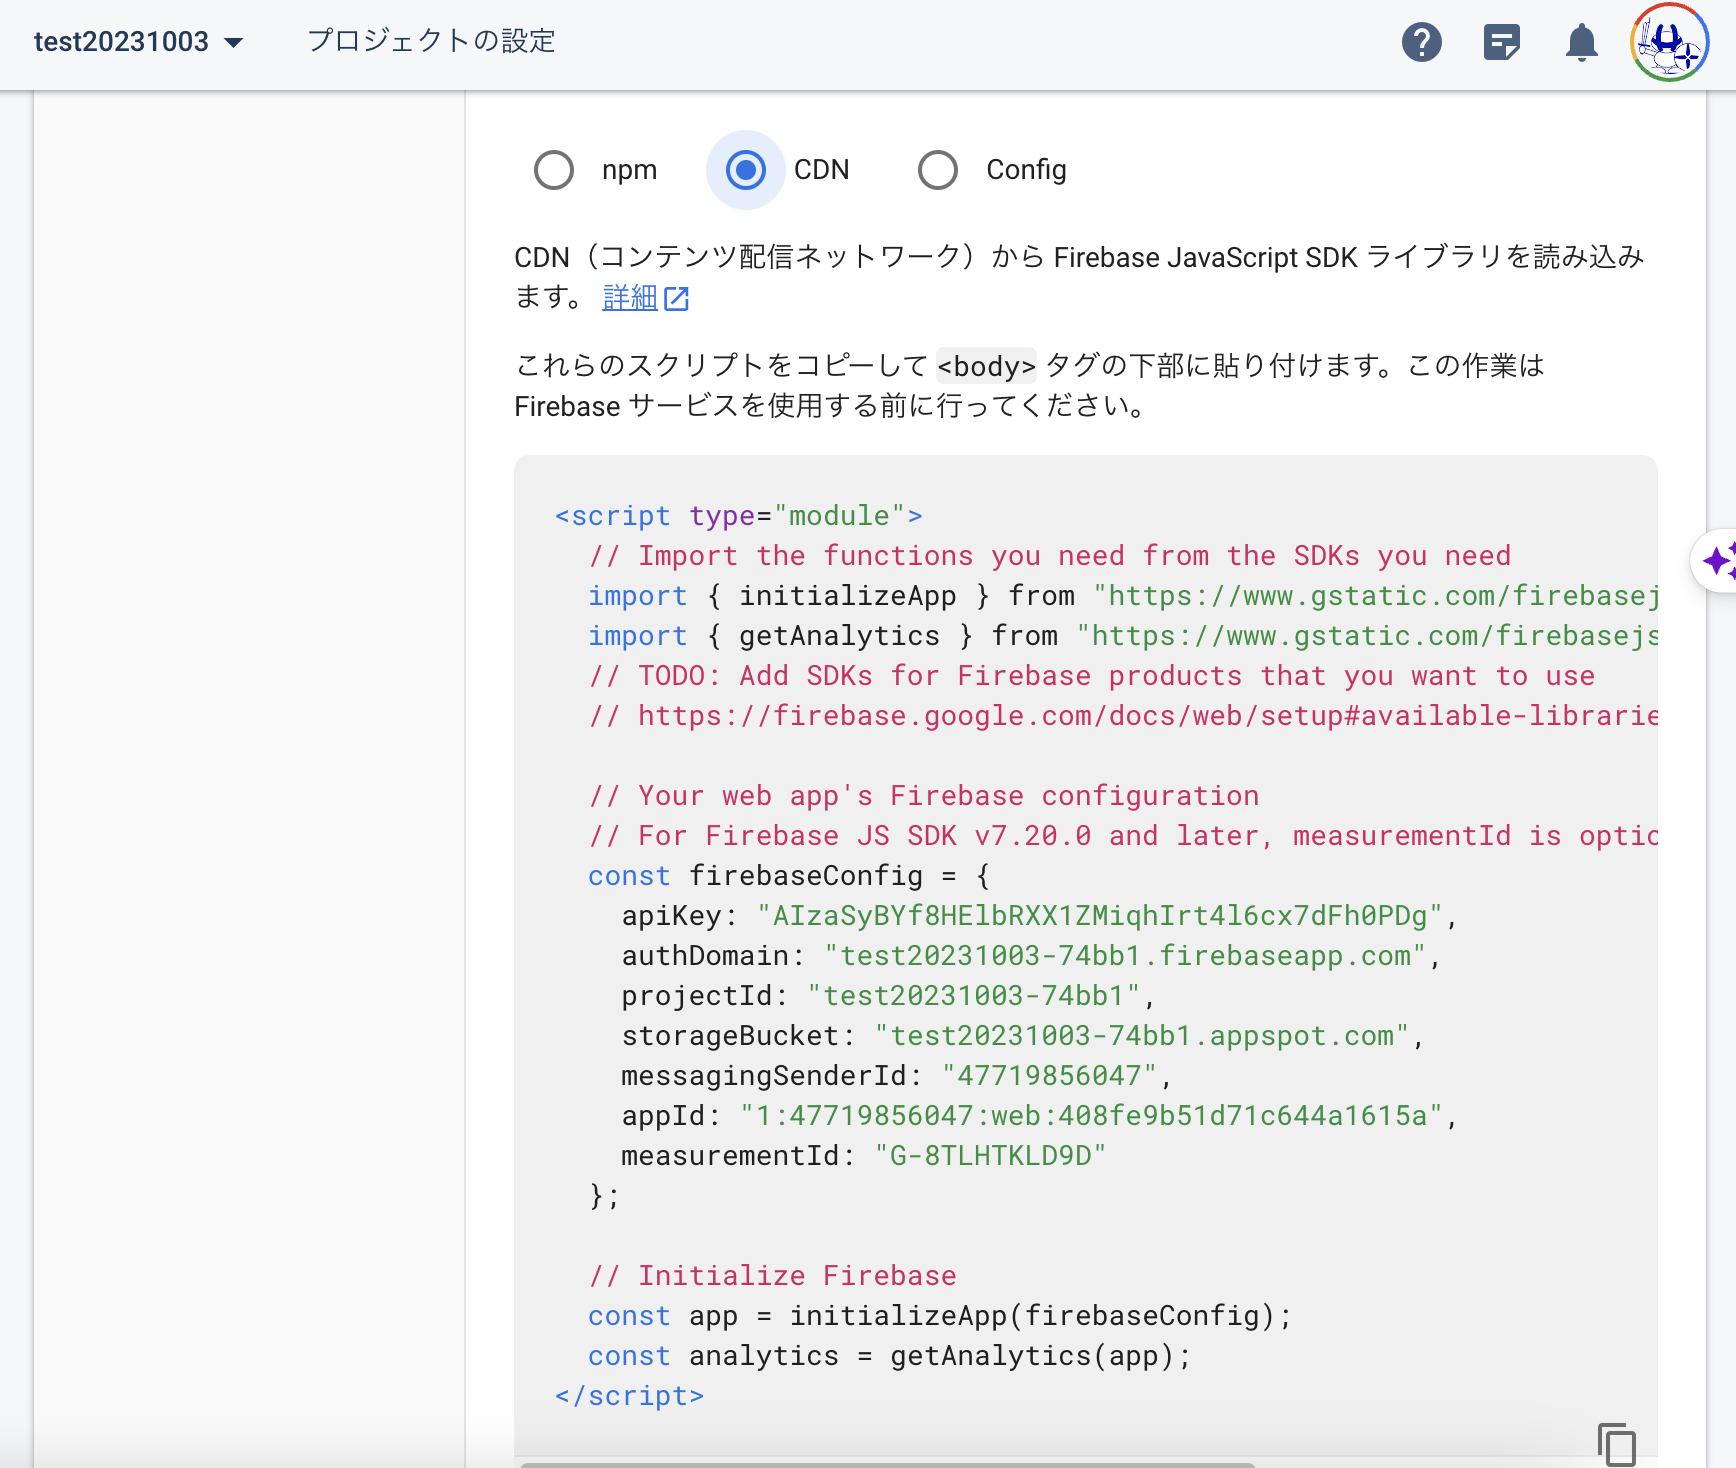 test20231003 プロジェクトの設定
npm CDN Config
CDN（コンテンツ配信ネットワーク）から Firebase JavaScript SDK ライブラリを読み込み
ます。 詳細
これらのスクリプトをコピーして <body> タグの下部に貼り付けます。この作業は
Firebase サービスを使用する前に行ってください。
<script type="module">
// Import the functions you need from the SDKs you need
import { initializeApp } from "https://www.gstatic.com/firebasej
import { getAnalytics } from "https://www.gstatic.com/firebasejs
// TODO: Add SDKs for Firebase products that you want to use
// https://firebase.google.com/docs/web/setup#available-librarie
// Your web app's Firebase configuration
// For Firebase JS SDK v7.20.0 and later, measurementId is optio
const firebaseConfig = {
apiKey: "AIzaSyBYf8HElbRXX1ZMiqhIrt4l6cx7dFh0PDg",
authDomain: "test20231003-74bb1.firebaseapp.com",
projectId: "test20231003-74bb1",
storageBucket: "test20231003-74bb1.appspot.com",
messagingSenderId: "47719856047",
appId: "1:47719856047:web:408fe9b51d71c644a1615a",
measurementId: "G-8TLHTKLD9D"
};
// Initialize Firebase
const app = initializeApp(firebaseConfig);
const analytics = getAnalytics(app);
</script>